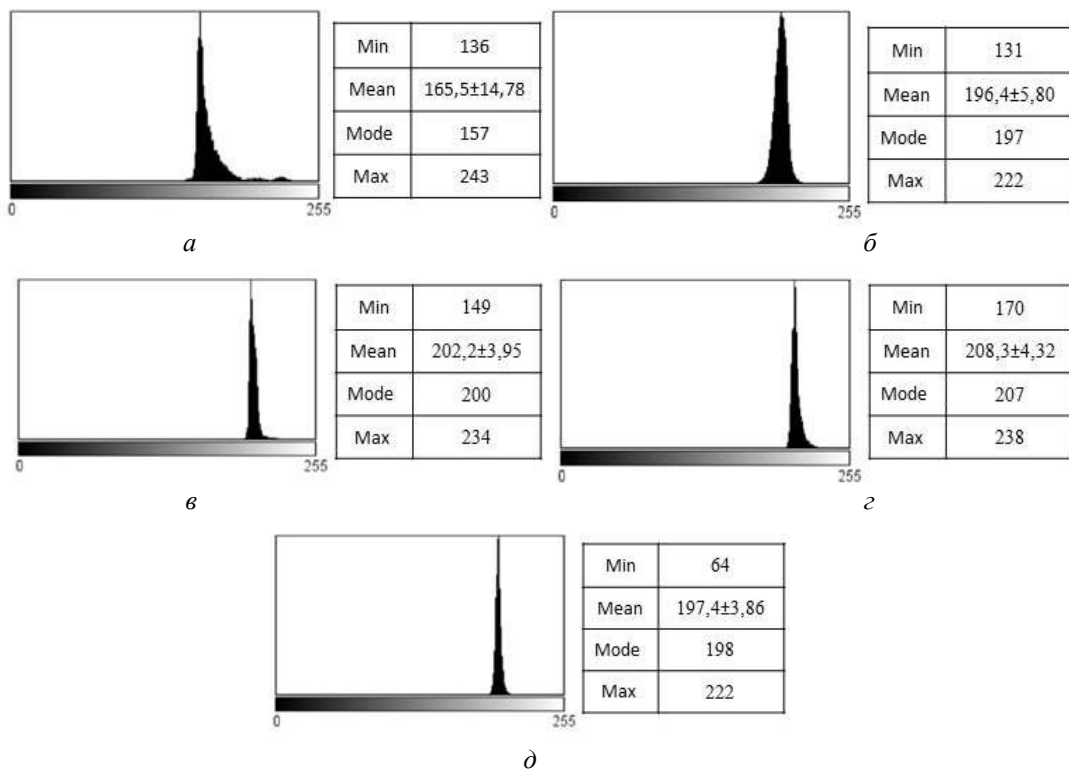 Min 136
Mean 165,5±14,78
Mode 157
Max 243
0 255
а
Min 131
Mean 196,4±5,80
Mode 197
Max 222
0 255
б
Min 149
Mean 202,2±3,95
Mode 200
Max 234
0 255
в
Min 170
Mean 208,3±4,32
Mode 207
Max 238
0 255
г
Min 64
Mean 197,4±3,86
Mode 198
Max 222
0 255
д